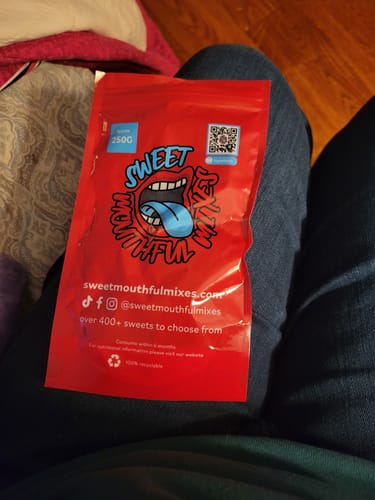 250G
SWEET
MOUTHFUL MIXES
sweetmouthfulmixes.com
@sweetmouthfulmixes
over 400+ sweets to choose from
Consume within 6 months
For nutritional information please visit our website
100% recyclable